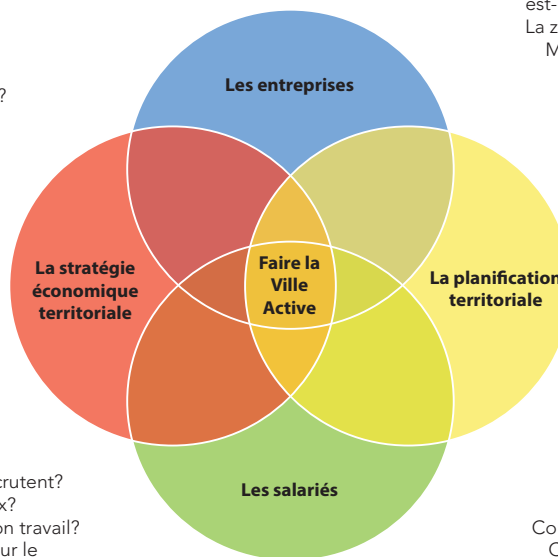 est-
La z
M
?
Les entreprises
La stratégie
économique
territoriale
Faire la
Ville
Active
La planification
territoriale
Les salariés
crutent?
x?
on travail?
ur le
Co
C